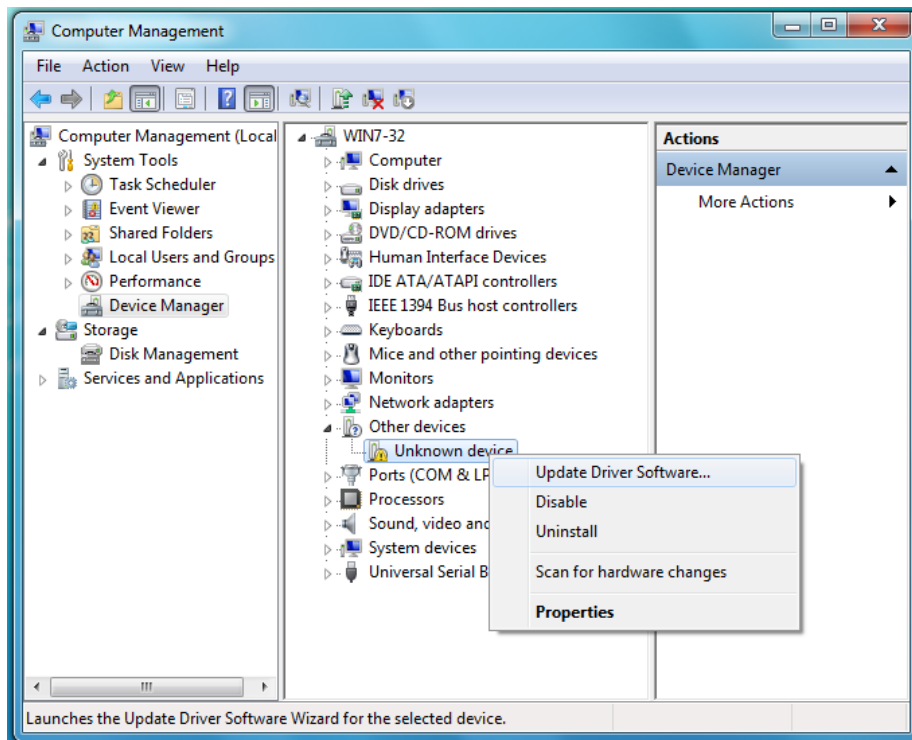 Computer Management
File Action View Help
Computer Management (Local
System Tools
Task Scheduler
Event Viewer
Shared Folders
Local Users and Groups
Performance
Device Manager
Storage
Disk Management
Services and Applications
WIN7-32
Computer
Disk drives
Display adapters
DVD/CD-ROM drives
Human Interface Devices
IDE ATA/ATAPI controllers
IEEE 1394 Bus host controllers
Keyboards
Mice and other pointing devices
Monitors
Network adapters
Other devices
Unknown device
Ports (COM & LP
Processors
Sound, video and
System devices
Universal Serial B
Update Driver Software...
Disable
Uninstall
Scan for hardware changes
Properties
Actions
Device Manager
More Actions
Launches the Update Driver Software Wizard for the selected device.